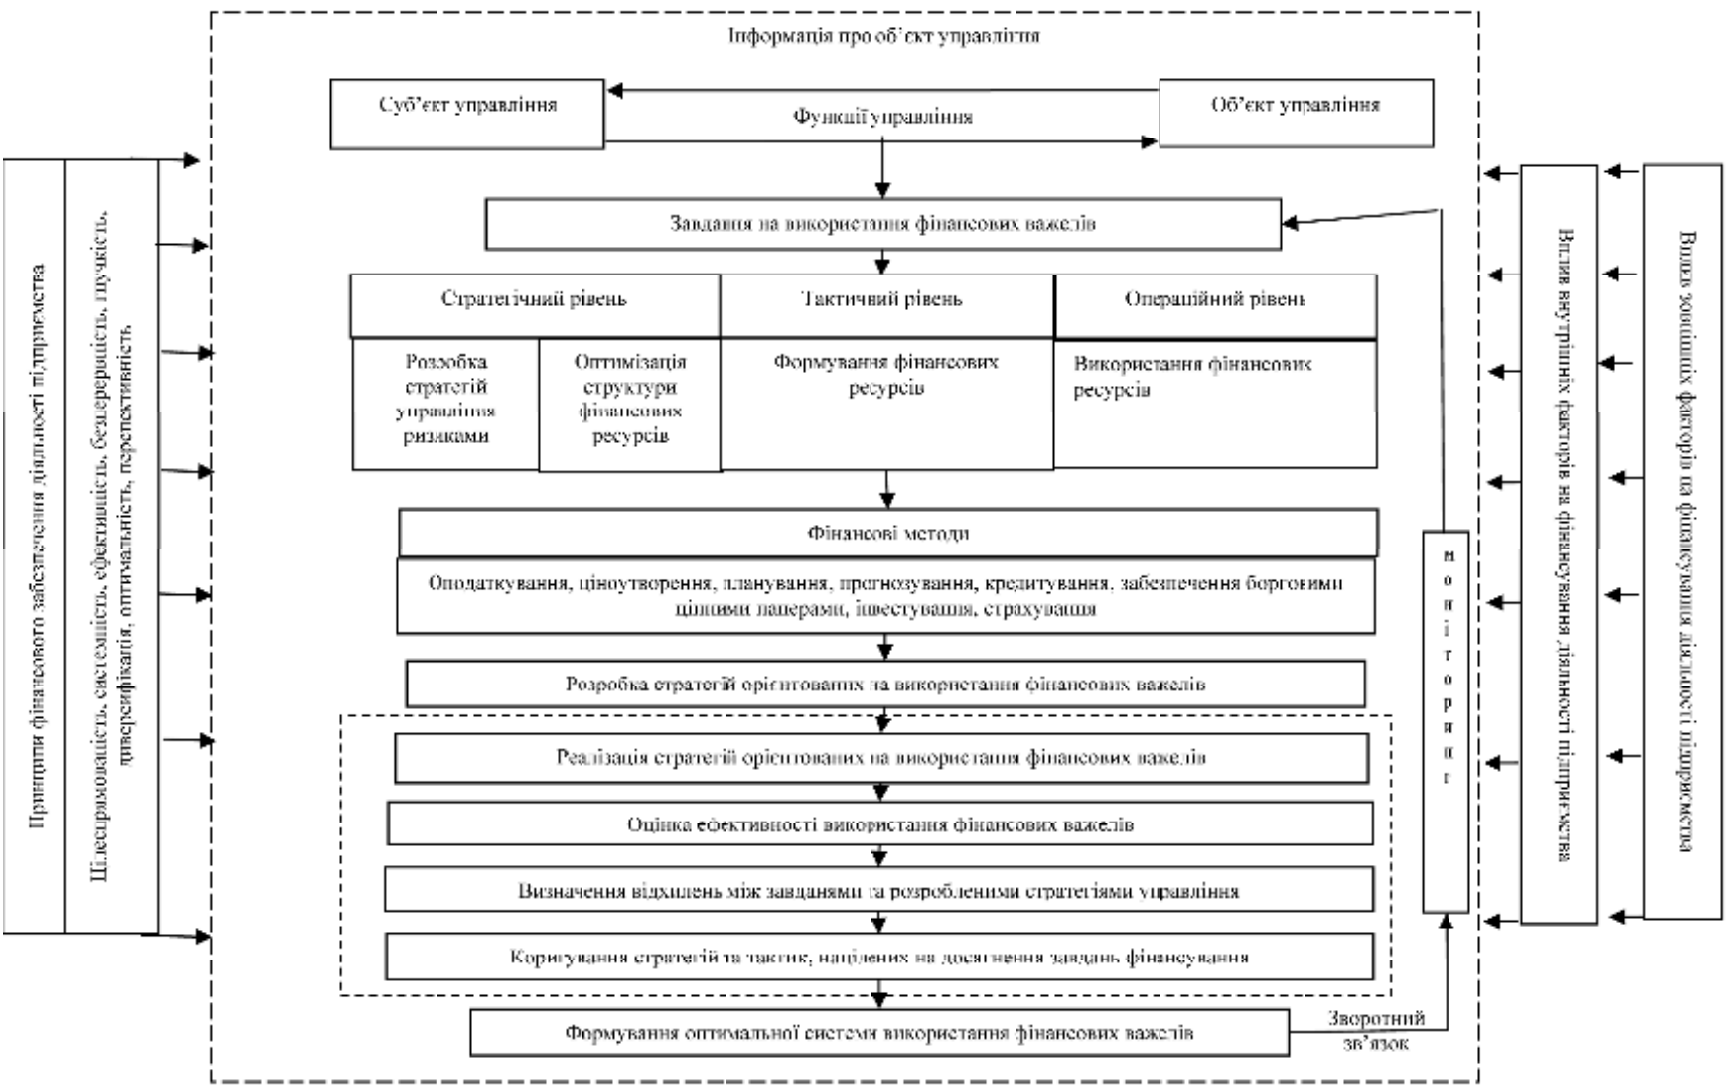 Інформація про об’єкт управління
Суб’єкт управління
Функції управління
Об’єкт управління
Завдання на використання фінансових важелів
Стратегічний рівень
Тактичний рівень
Операційний рівень
Розробка
стратегій
управління
ризиками
Оптимізація
структури
фінансових
ресурсів
Формування фінансових
ресурсів
Використання фінансових
ресурсів
Фінансові методи
Оподаткування, ціноутворення, планування, прогнозування, кредитування, забезпечення борговими
цінними паперами, інвестування, страхування
Розробка стратегій орієнтованих на використання фінансових важелів
Реалізація стратегій орієнтованих на використання фінансових важелів
Оцінка ефективності використання фінансових важелів
Визначення відхилень між завданями та розробленими стратегіями управління
Коригування стратегій та тактик, націлених на досягнення завдань фінансування
Формування оптимальної системи використання фінансових важелів
Зворотний
зв’язок
моніторинг
Принципи фінансового забезпечення діяльності підприємства
Цілеспрямованість, системність, ефективність, безперервність, гнучкість,
диверсифікація, оптимальність, перспективність
Вплив внутрішніх факторів на фінансування діяльності підприємства
Вплив зовнішніх факторів на фінансування діяльності підприємства